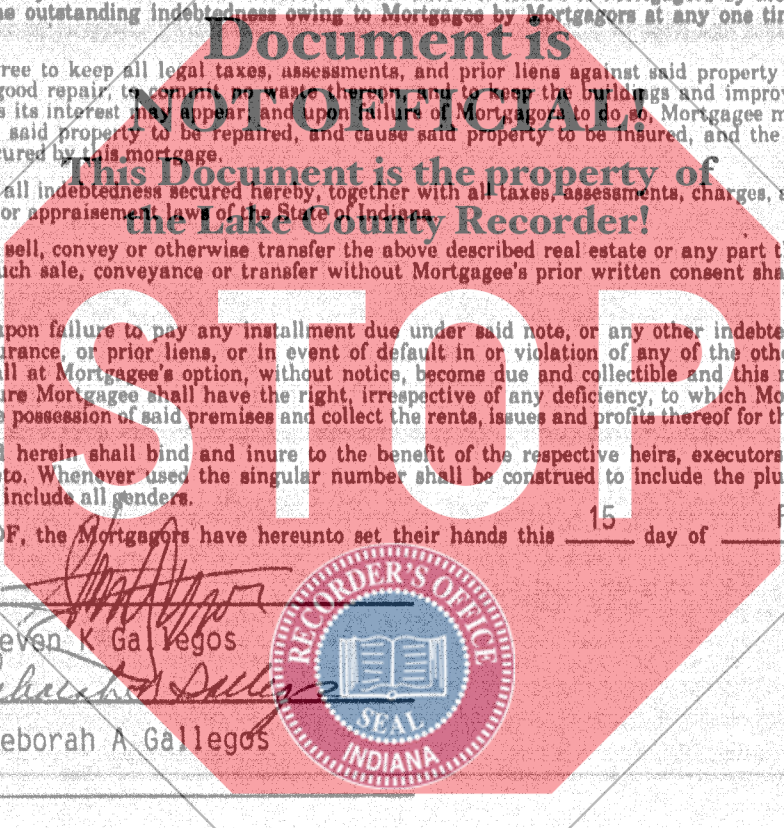 e outstanding indebtedness owing to Mortgagee by Mortgagors at any one tim
Document is
ree to keep all legal taxes, assessments, and prior liens against said property
good repair, to commit no waste thereon, and to keep the buildings and improv
NOT OFFICIAL!
s its interest may appear; and upon failure of Mortgagors to do so, Mortgagee m
said property to be repaired, and cause said property to be insured, and the
ured by this mortgage.
This Document is the property of
all indebtedness secured hereby, together with all taxes, assessments, charges,
or appraisement laws of the State of Indiana.
the Lake County Recorder!
sell, convey or otherwise transfer the above described real estate or any part t
uch sale, conveyance or transfer without Mortgagee's prior written consent sha
STOP
upon failure to pay any installment due under said note, or any other indebte
urance, or prior liens, or in event of default in or violation of any of the oth
all at Mortgagee's option, without notice, become due and collectible and this m
ure Mortgagee shall have the right, irrespective of any deficiency, to which Mo
e possession of said premises and collect the rents, issues and profits thereof for t
d herein shall bind and inure to the benefit of the respective heirs, executors
to. Whenever used the singular number shall be construed to include the plu
include all genders.
OF, the Mortgagors have hereunto set their hands this 15 day of
RECORDER'S OFFICE
SEAL
INDIANA
even K Gallegos
eborah A Gallegos